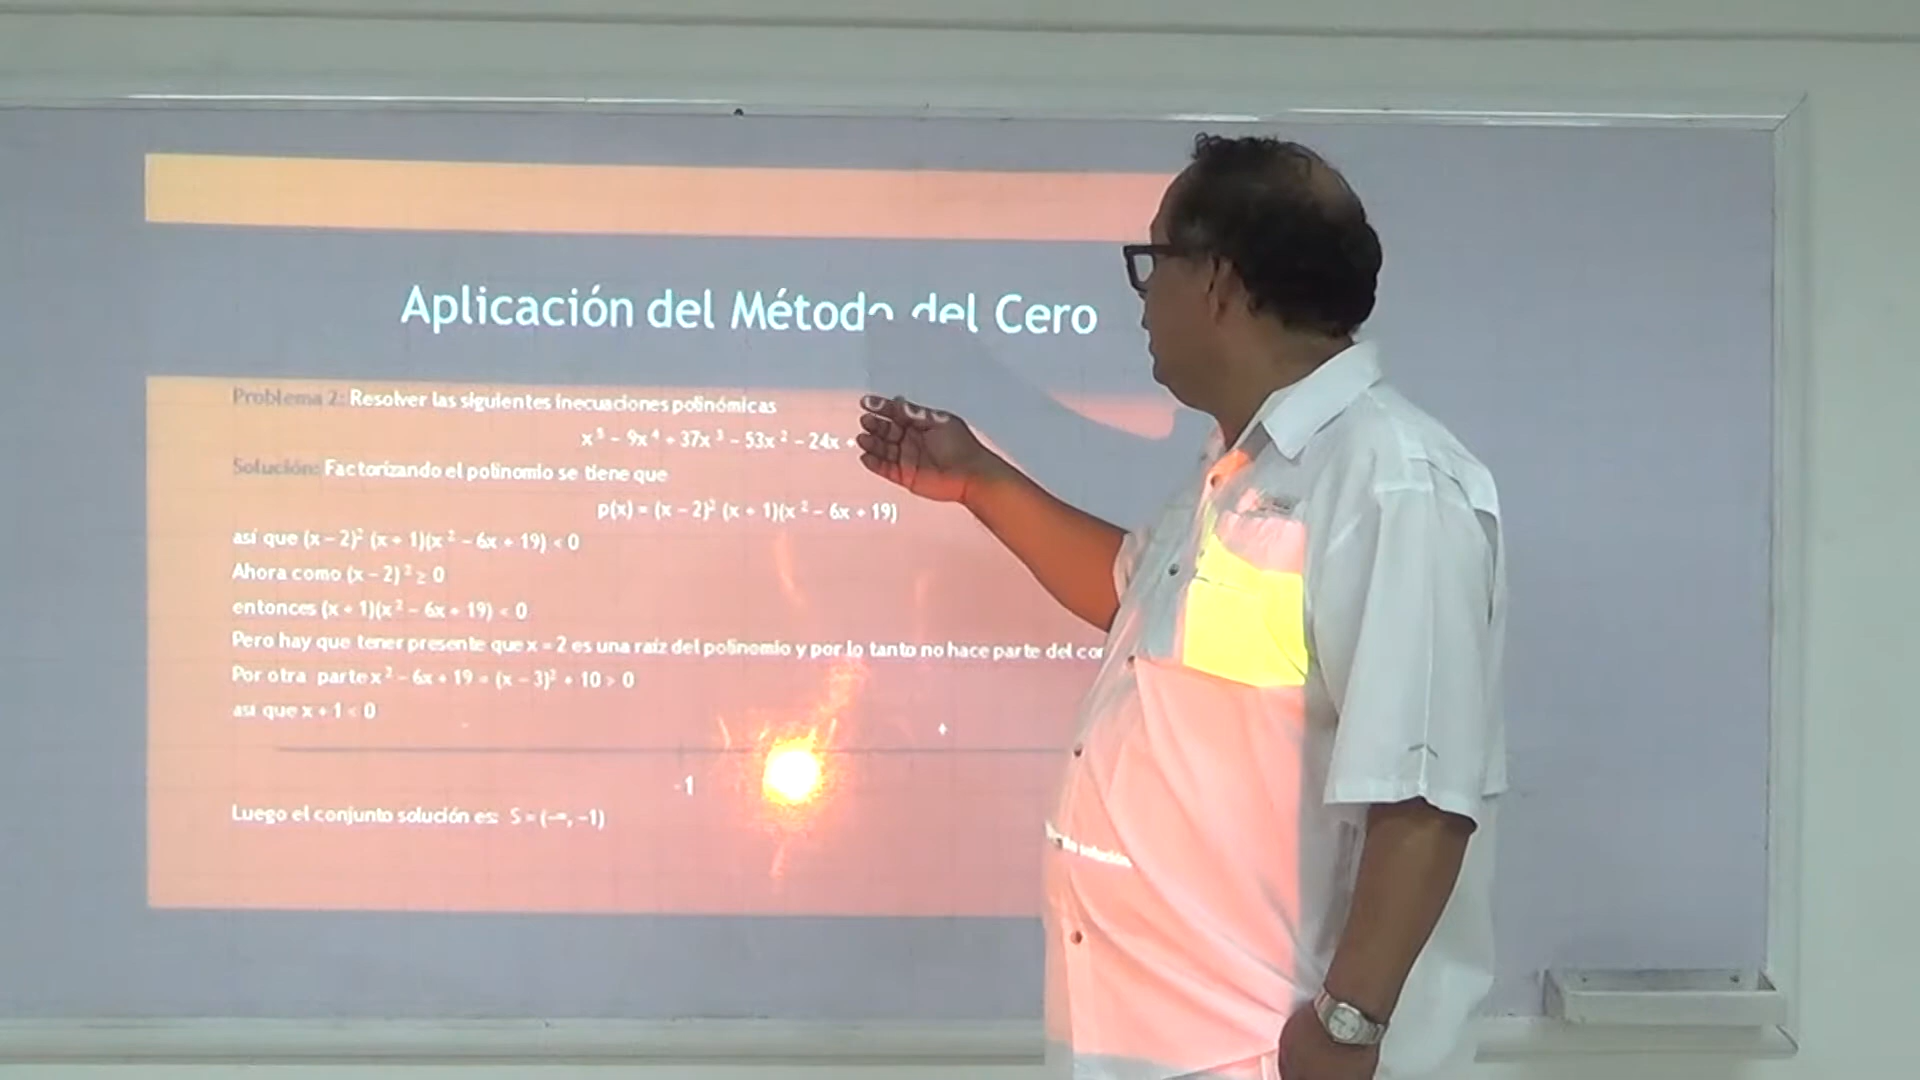 Aplicación del Método del Cero
Problema 2: Resolver las siguientes inecuaciones polinómicas
x⁵ - 9x⁴ + 37x³ - 53x² - 24x +
Solución: Factorizando el polinomio se tiene que
p(x) = (x - 2)² (x + 1)(x² - 6x + 19)
así que (x - 2)² (x + 1)(x² - 6x + 19) < 0
Ahora como (x - 2)² ≥ 0
entonces (x + 1)(x² - 6x + 19) < 0
Pero hay que tener presente que x = 2 es una raíz del polinomio y por lo tanto no hace parte del
Por otra parte x² - 6x + 19 = (x - 3)² + 10 > 0
así que x + 1 < 0
-1
Luego el conjunto solución es: S = (-∞, -1)